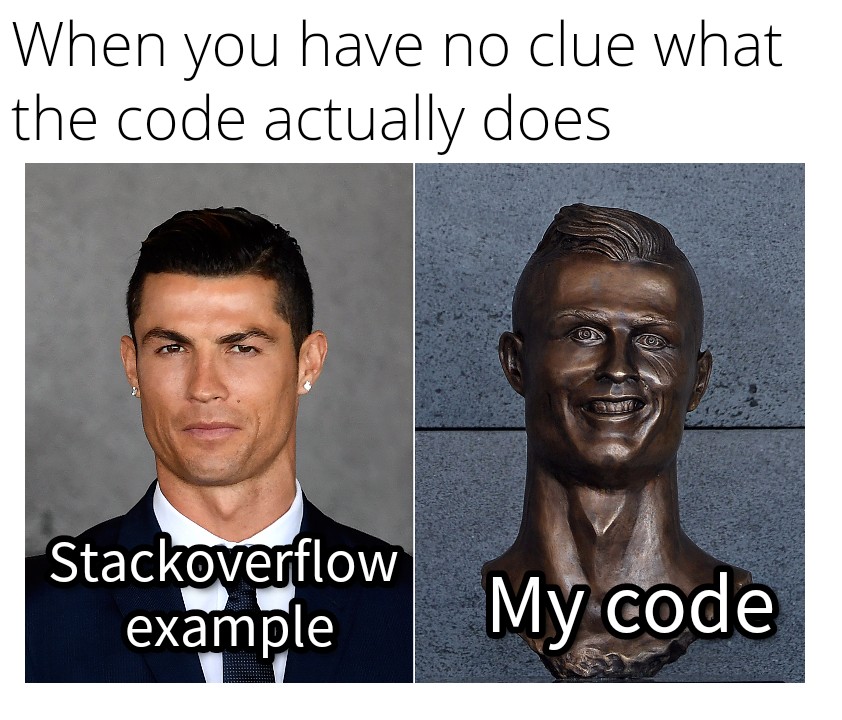 When you have no clue what
the code actually does
Stackoverflow
example
My code